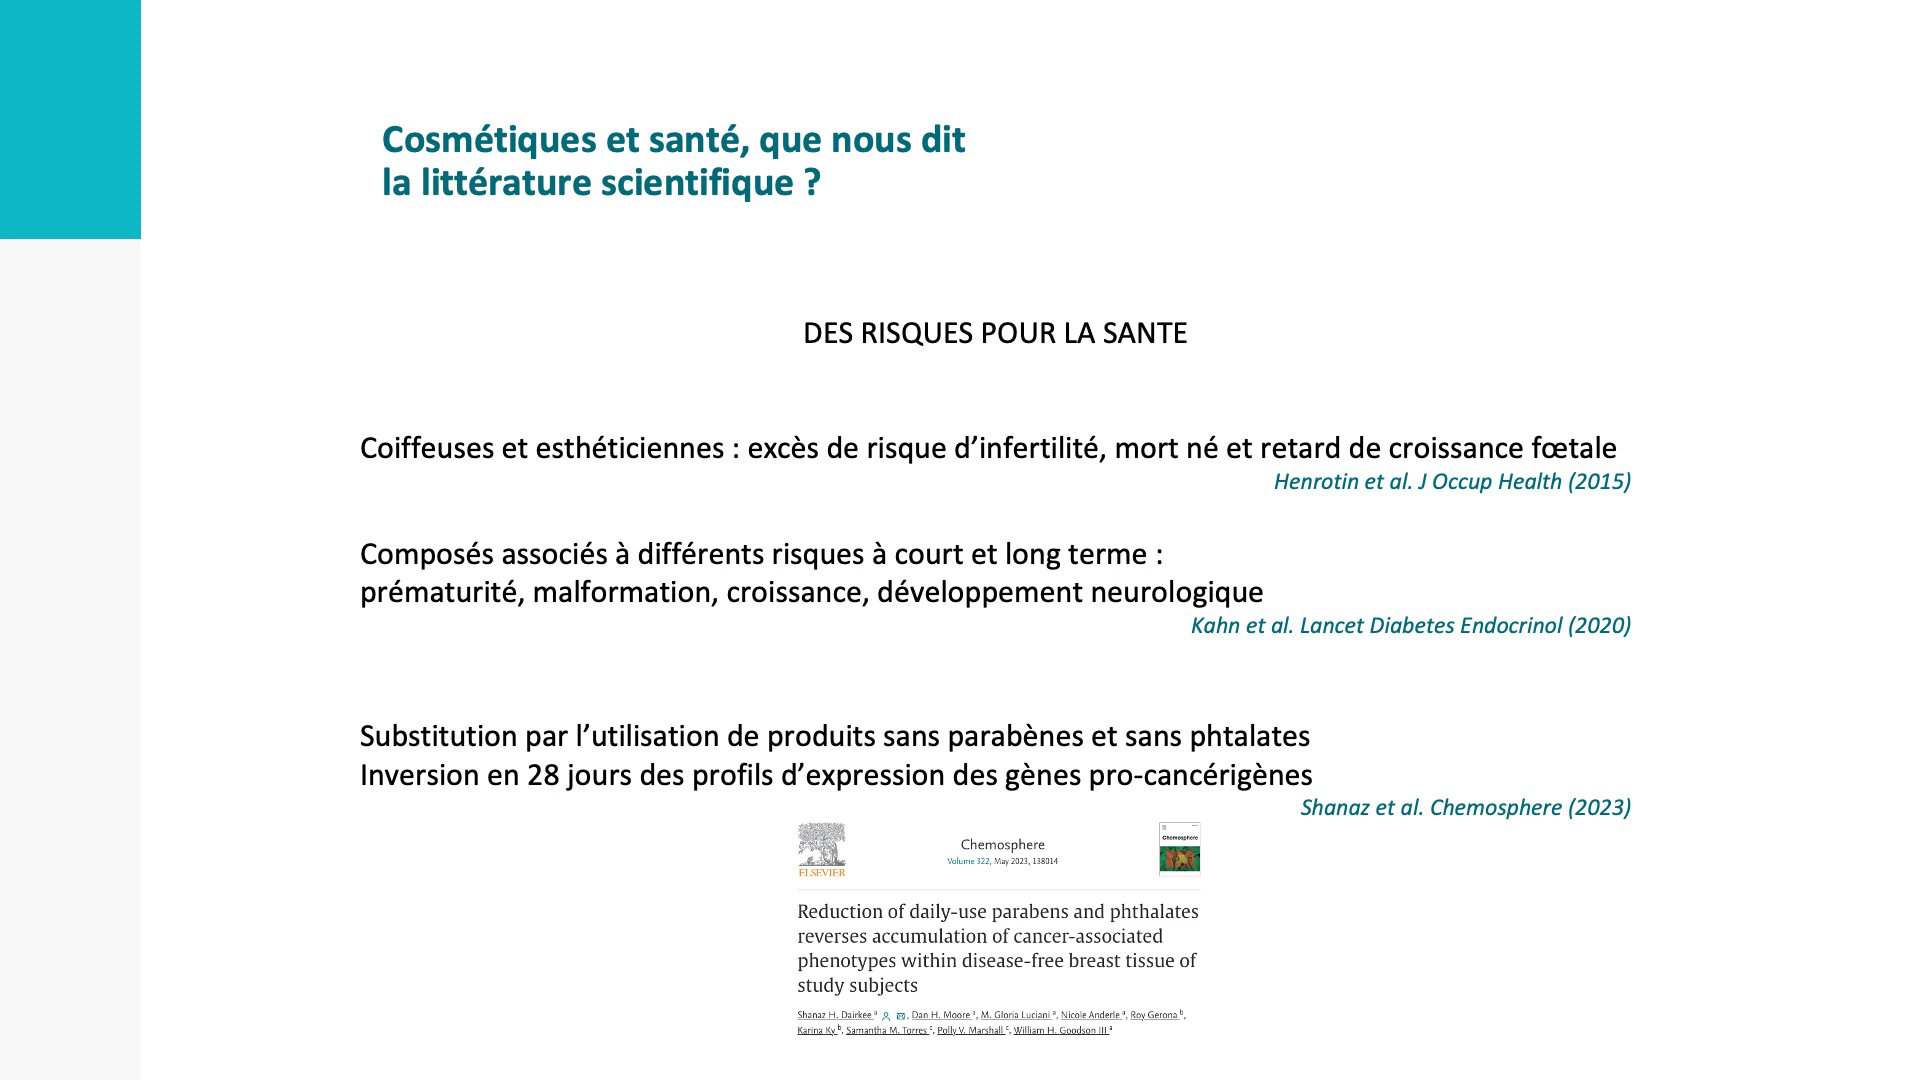 Cosmétiques et santé, que nous dit
la littérature scientifique ?
DES RISQUES POUR LA SANTE
Coiffeuses et esthéticiennes : excès de risque d’infertilité, mort né et retard de croissance fœtale
Henrotin et al. J Occup Health (2015)
Composés associés à différents risques à court et long terme :
prématurité, malformation, croissance, développement neurologique
Kahn et al. Lancet Diabetes Endocrinol (2020)
Substitution par l’utilisation de produits sans parabènes et sans phtalates
Inversion en 28 jours des profils d’expression des gènes pro-cancérigènes
Shanaz et al. Chemosphere (2023)
ELSEVIER
Chemosphere
Volume 322, May 2023, 138014
Chemosphere
Reduction of daily-use parabens and phthalates
reverses accumulation of cancer-associated
phenotypes within disease-free breast tissue of
study subjects
Shanaz H. Dairkee a, Dan H. Moore a, M. Gloria Luciani a, Nicole Anderle a, Roy Gerona b,
Karina Ky b, Samantha M. Torres c, Polly V. Marshall c, William H. Goodson III a